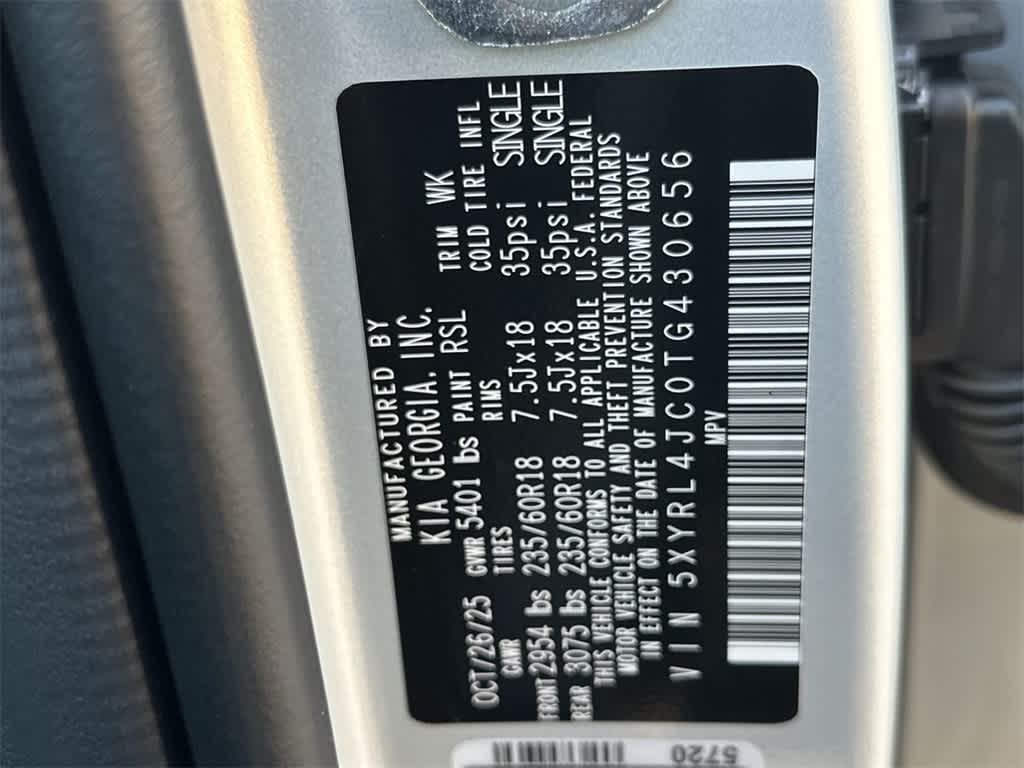 MANUFACTURED BY
KIA GEORGIA. INC.
OCT/26/25 GVWR 5401 lbs PAINT RSL TRIM WK
GAWR TIRES RIMS COLD TIRE INFL
FRONT 2954 lbs 235/60R18 7.5Jx18 35psi SINGLE
REAR 3075 lbs 235/60R18 7.5Jx18 35psi SINGLE
THIS VEHICLE CONFORMS TO ALL APPLICABLE U.S.A. FEDERAL
MOTOR VEHICLE SAFETY AND THEFT PREVENTION STANDARDS
IN EFFECT ON THE DATE OF MANUFACTURE SHOWN ABOVE
VIN 5XYRL4JC0TG430656
MPV
5720